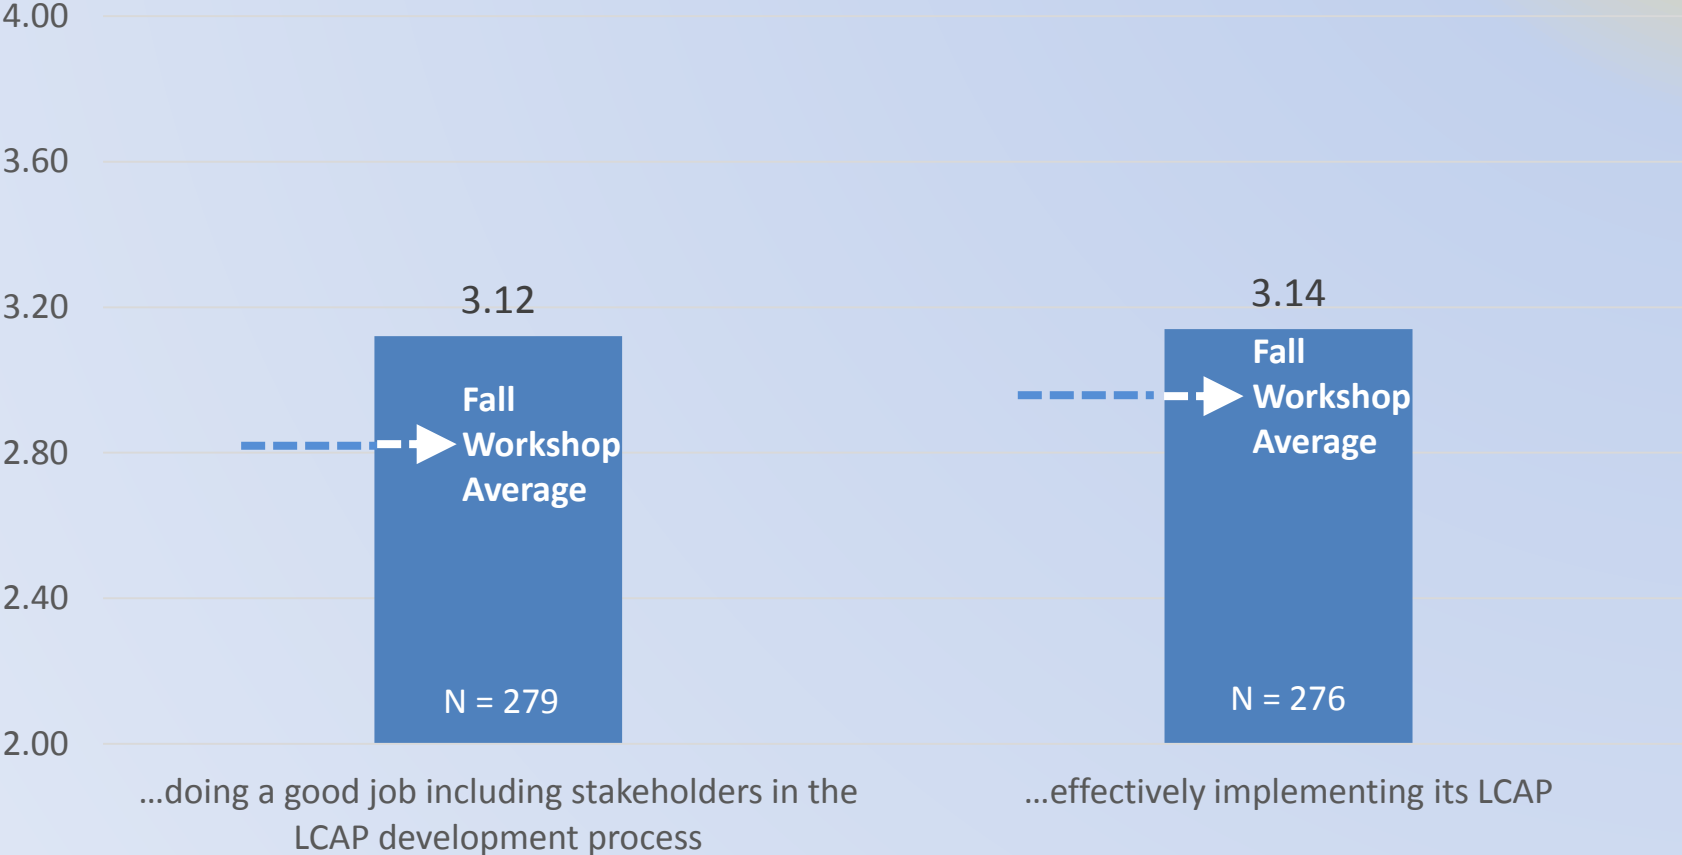 4.00
3.60
3.20
2.80
2.40
2.00
3.12
Fall
Workshop
Average
N = 279
3.14
Fall
Workshop
Average
N = 276
...doing a good job including stakeholders in the
LCAP development process
...effectively implementing its LCAP